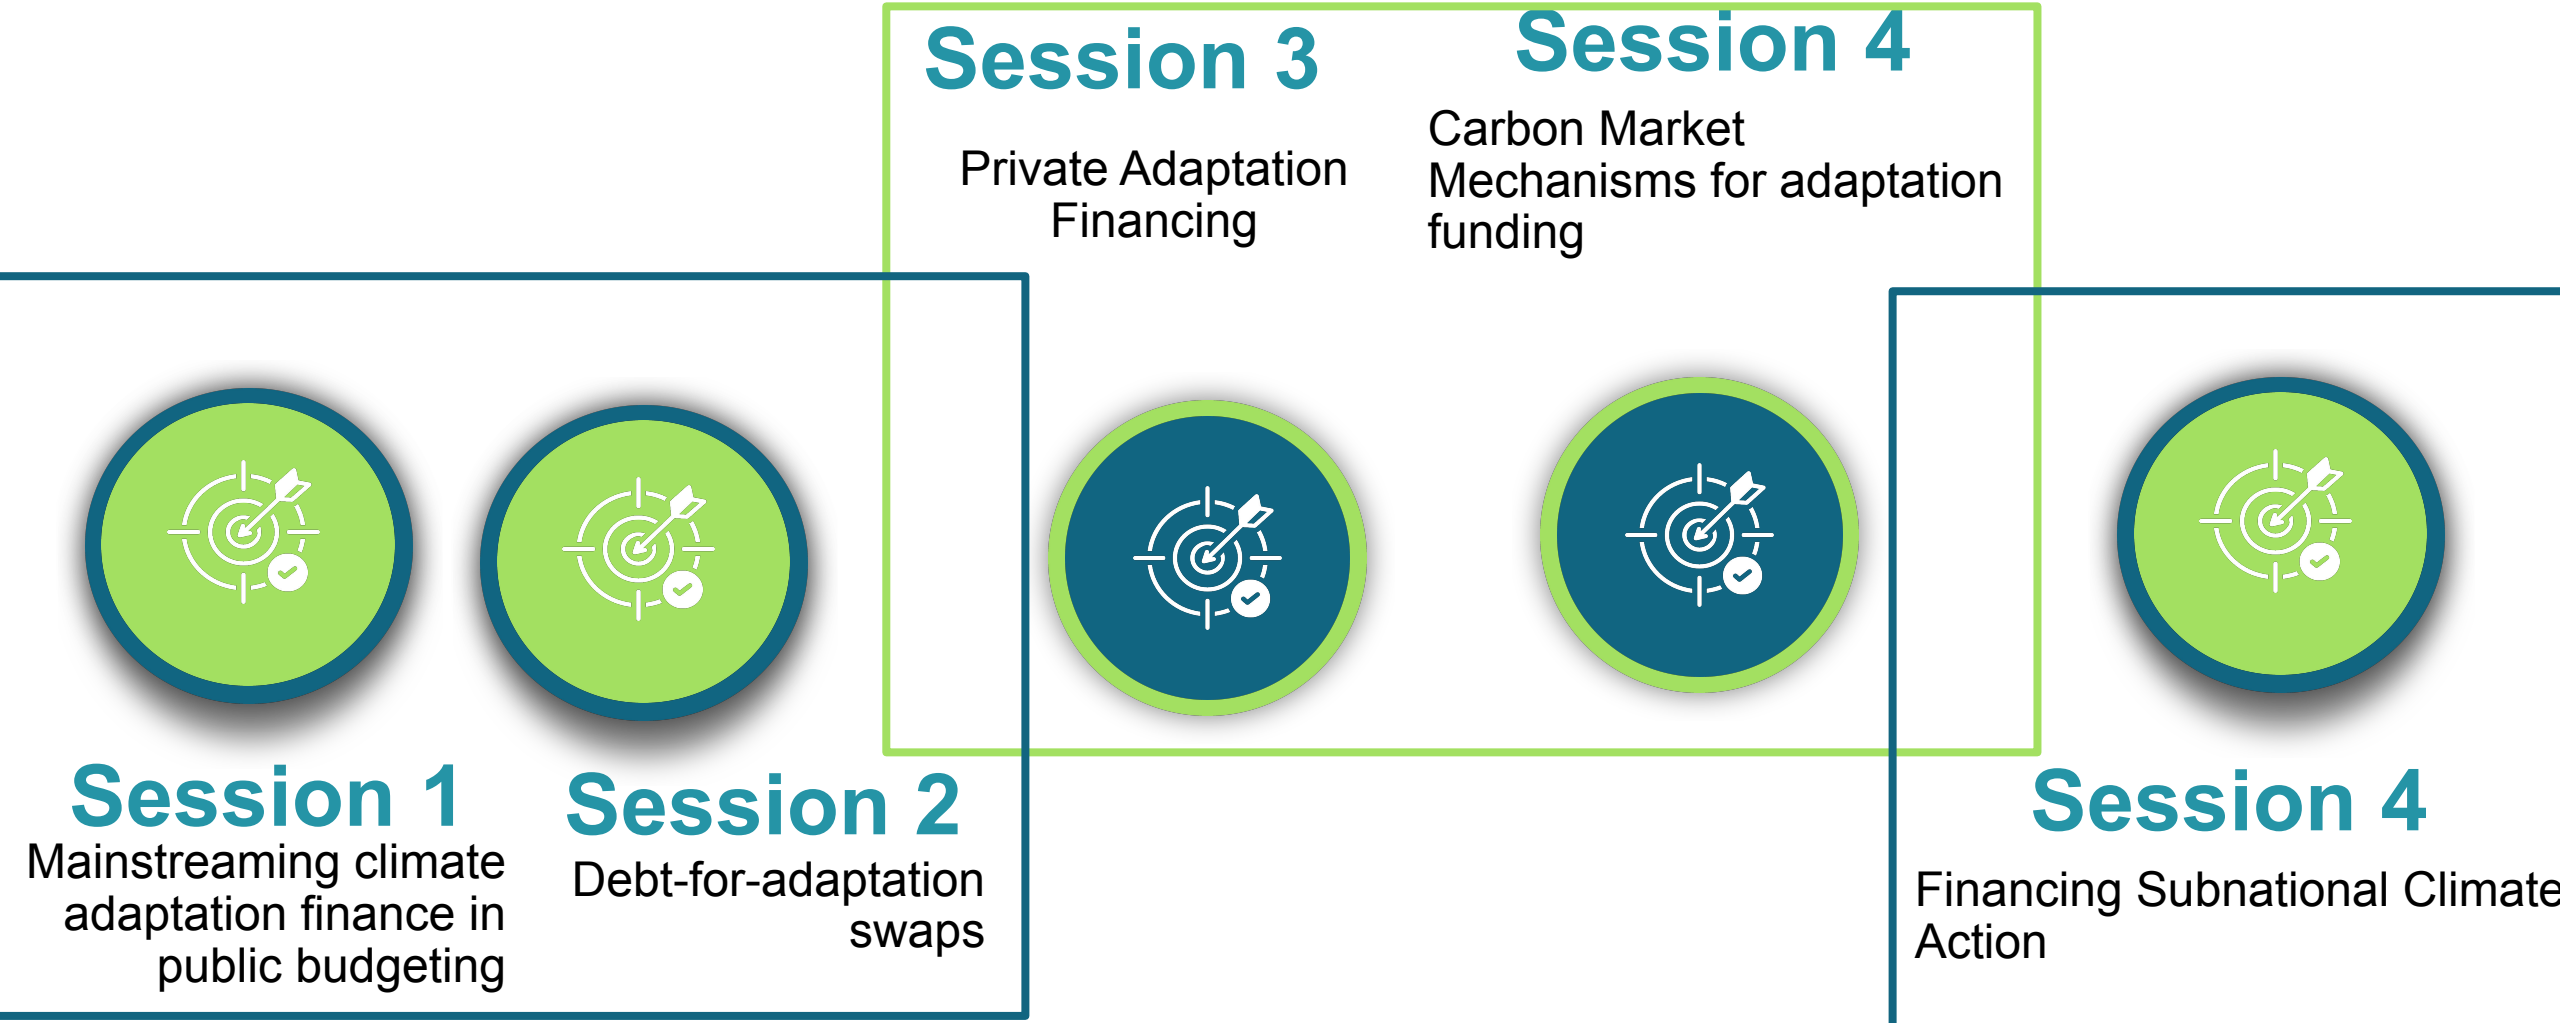 Session 3
Private Adaptation
Financing
Session 4
Carbon Market
Mechanisms for adaptation
funding
Session 1
Mainstreaming climate
adaptation finance in
public budgeting
Session 2
Debt-for-adaptation
swaps
Session 4
Financing Subnational Climate
Action